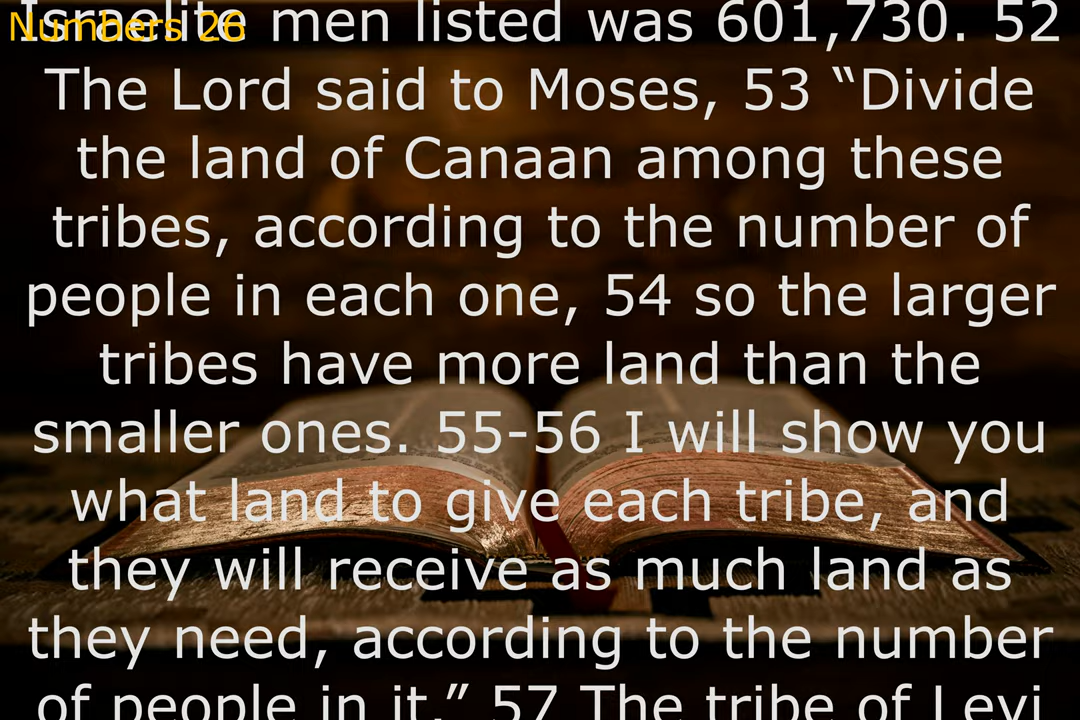 Numbers 26
Israelite men listed was 601,730. 52
The Lord said to Moses, 53 “Divide
the land of Canaan among these
tribes, according to the number of
people in each one, 54 so the larger
tribes have more land than the
smaller ones. 55-56 I will show you
what land to give each tribe, and
they will receive as much land as
they need, according to the number
of people in it.” 57 The tribe of Levi